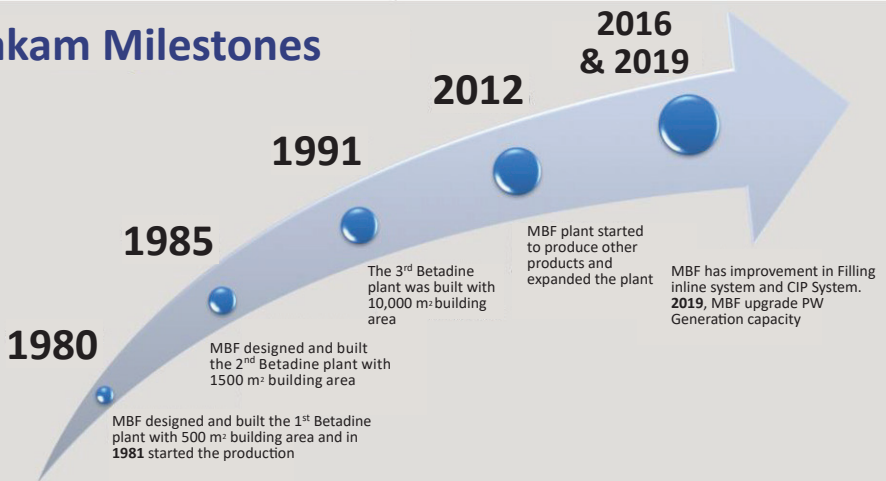 Milestones
2016
& 2019
2012
1991
1985
1980
MBF designed and built the 1st Betadine
plant with 500 m² building area and in
1981 started the production
MBF designed and built
the 2nd Betadine plant with
1500 m² building area
The 3rd Betadine
plant was built with
10,000 m² building
area
MBF plant started
to produce other
products and
expanded the plant
MBF has improvement in Filling
inline system and CIP System.
2019, MBF upgrade PW
Generation capacity